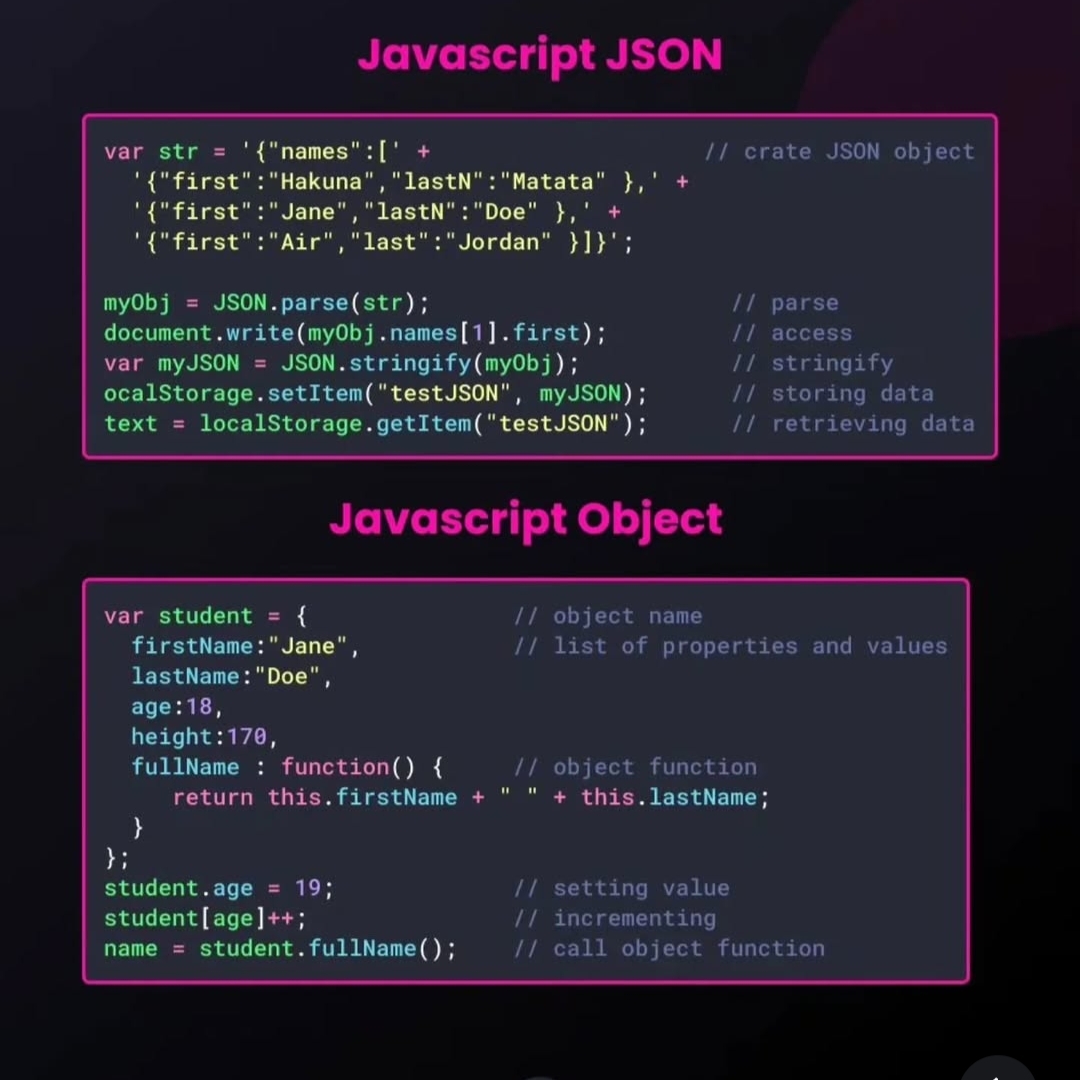 Javascript JSON
var str = '{"names":[' + // crate JSON object
'{"first":"Hakuna","lastN":"Matata" },' +
'{"first":"Jane","lastN":"Doe" },' +
'{"first":"Air","last":"Jordan" }]}';
myObj = JSON.parse(str); // parse
document.write(myObj.names[1].first); // access
var myJSON = JSON.stringify(myObj); // stringify
ocalStorage.setItem("testJSON", myJSON); // storing data
text = localStorage.getItem("testJSON"); // retrieving data
Javascript Object
var student = { // object name
firstName:"Jane", // list of properties and values
lastName:"Doe",
age:18,
height:170,
fullName : function() { // object function
return this.firstName + " " + this.lastName;
}
};
student.age = 19; // setting value
student[age]++; // incrementing
name = student.fullName(); // call object function